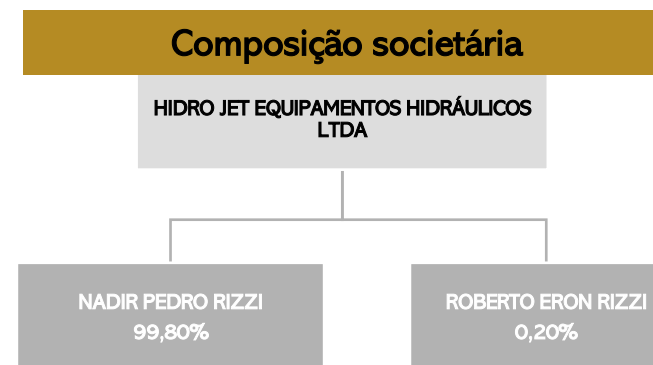 Composição societária
HIDRO JET EQUIPAMENTOS HIDRÁULICOS
LTDA
NADIR PEDRO RIZZI
99,80%
ROBERTO ERON RIZZI
0,20%